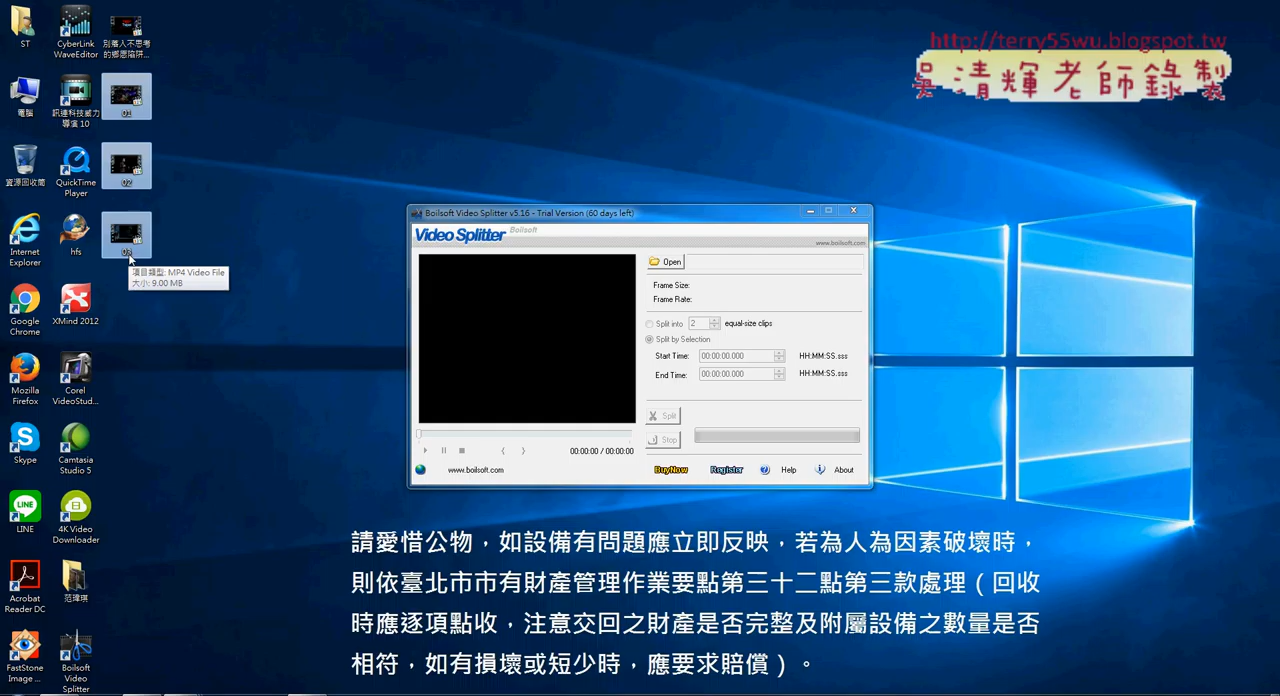 ST
CyberLink
WaveEditor
別落入不思考
的鄉愿陷阱...
電腦
訊連科技威力
導演 10
01
資源回收筒
QuickTime
Player
02
Internet
Explorer
hfs
03
項目類型: MP4 Video File
大小: 9.00 MB
Google
Chrome
XMind 2012
Mozilla
Firefox
Corel
VideoStud...
Skype
Camtasia
Studio 5
LINE
4K Video
Downloader
Acrobat
Reader DC
范瑋琪
FastStone
Image ...
Boilsoft
Video
Splitter
http://terry55wu.blogspot.tw
吳清輝老師錄製
Boilsoft Video Splitter v5.16 - Trial Version (60 days left)
Video Splitter Boilsoft
www.boilsoft.com
Open
Frame Size:
Frame Rate:
Split into 2 equal-size clips
Split by Selection
Start Time: 00:00:00.000 HH:MM:SS.sss
End Time: 00:00:00.000 HH:MM:SS.sss
Split
Stop
00:00:00 / 00:00:00
www.boilsoft.com
BuyNow Register Help About
請愛惜公物，如設備有問題應立即反映，若為人為因素破壞時，
則依臺北市市有財產管理作業要點第三十二點第三款處理（回收
時應逐項點收，注意交回之財產是否完整及附屬設備之數量是否
相符，如有損壞或短少時，應要求賠償）。